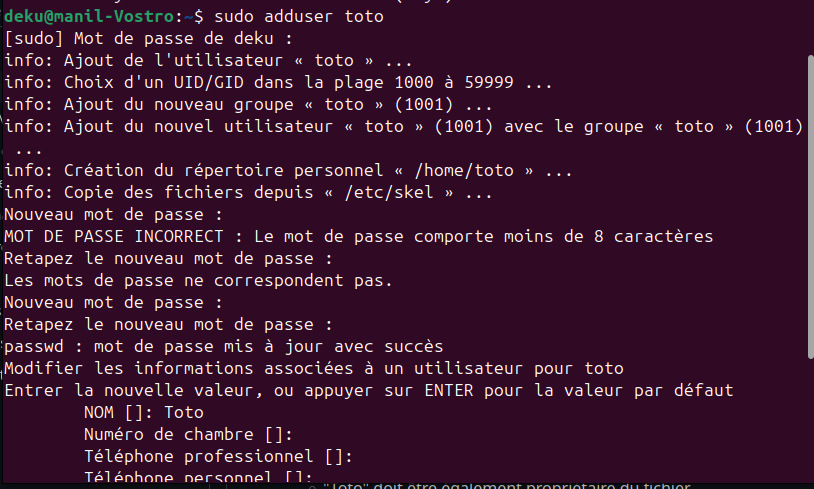 deku@manil-Vostro:~$ sudo adduser toto
[sudo] Mot de passe de deku :
info: Ajout de l'utilisateur « toto » ...
info: Choix d'un UID/GID dans la plage 1000 à 59999 ...
info: Ajout du nouveau groupe « toto » (1001) ...
info: Ajout du nouvel utilisateur « toto » (1001) avec le groupe « toto » (1001)
...
info: Création du répertoire personnel « /home/toto » ...
info: Copie des fichiers depuis « /etc/skel » ...
Nouveau mot de passe :
MOT DE PASSE INCORRECT : Le mot de passe comporte moins de 8 caractères
Retapez le nouveau mot de passe :
Les mots de passe ne correspondent pas.
Nouveau mot de passe :
Retapez le nouveau mot de passe :
passwd : mot de passe mis à jour avec succès
Modifier les informations associées à un utilisateur pour toto
Entrer la nouvelle valeur, ou appuyer sur ENTER pour la valeur par défaut
NOM []: Toto
Numéro de chambre []:
Téléphone professionnel []:
Téléphone personnel []:
"Toto" doit être également propriétaire du fichier